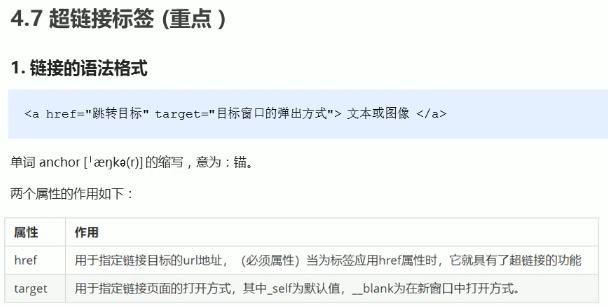 4.7 超链接标签 (重点 )
1. 链接的语法格式
<a href="跳转目标" target="目标窗口的弹出方式"> 文本或图像 </a>
单词 anchor [ˈæŋkə(r)] 的缩写，意为：锚。
两个属性的作用如下：
属性 作用
href 用于指定链接目标的url地址，（必须属性）当为标签应用href属性时，它就具有了超链接的功能
target 用于指定链接页面的打开方式，其中_self为默认值，__blank为在新窗口中打开方式。